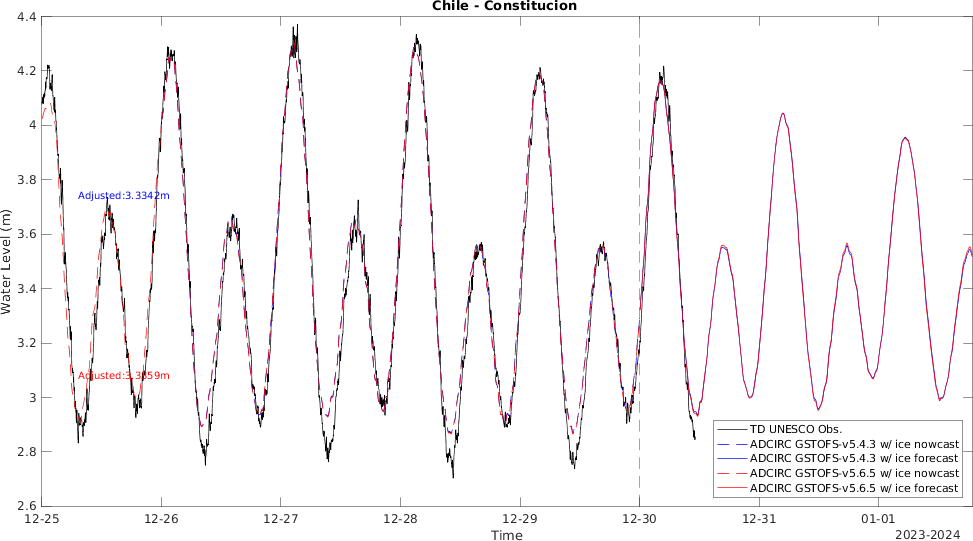 Chile - Constitucion
4.4
4.2
4
3.8
3.6
3.4
3.2
3
2.8
2.6
Water Level (m)
Adjusted:3.3342m
Adjusted:3.3359m
12-25
12-26
12-27
12-28
12-29
12-30
12-31
01-01
Time
2023-2024
TD UNESCO Obs.
ADCIRC GSTOFS-v5.4.3 w/ ice nowcast
ADCIRC GSTOFS-v5.4.3 w/ ice forecast
ADCIRC GSTOFS-v5.6.5 w/ ice nowcast
ADCIRC GSTOFS-v5.6.5 w/ ice forecast